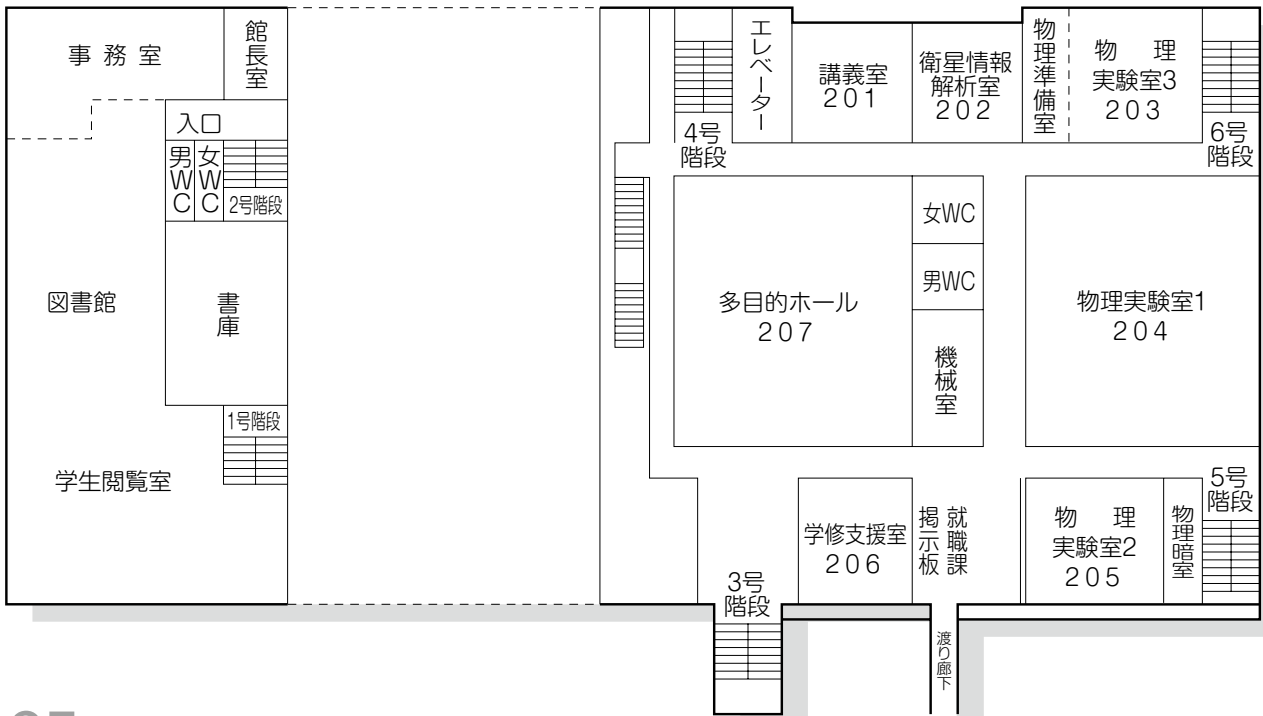 事務室
館長室
入口
男WC
女WC
2号階段
図書館
書庫
1号階段
学生閲覧室
エレベーター
4号
階段
講義室
201
衛星情報
解析室
202
物理準備室
物理
実験室3
203
6号
階段
多目的ホール
207
女WC
男WC
機械室
物理実験室1
204
3号
階段
学修支援室
206
就職課
掲示板
物理
実験室2
205
物理暗室
5号
階段
渡り廊下